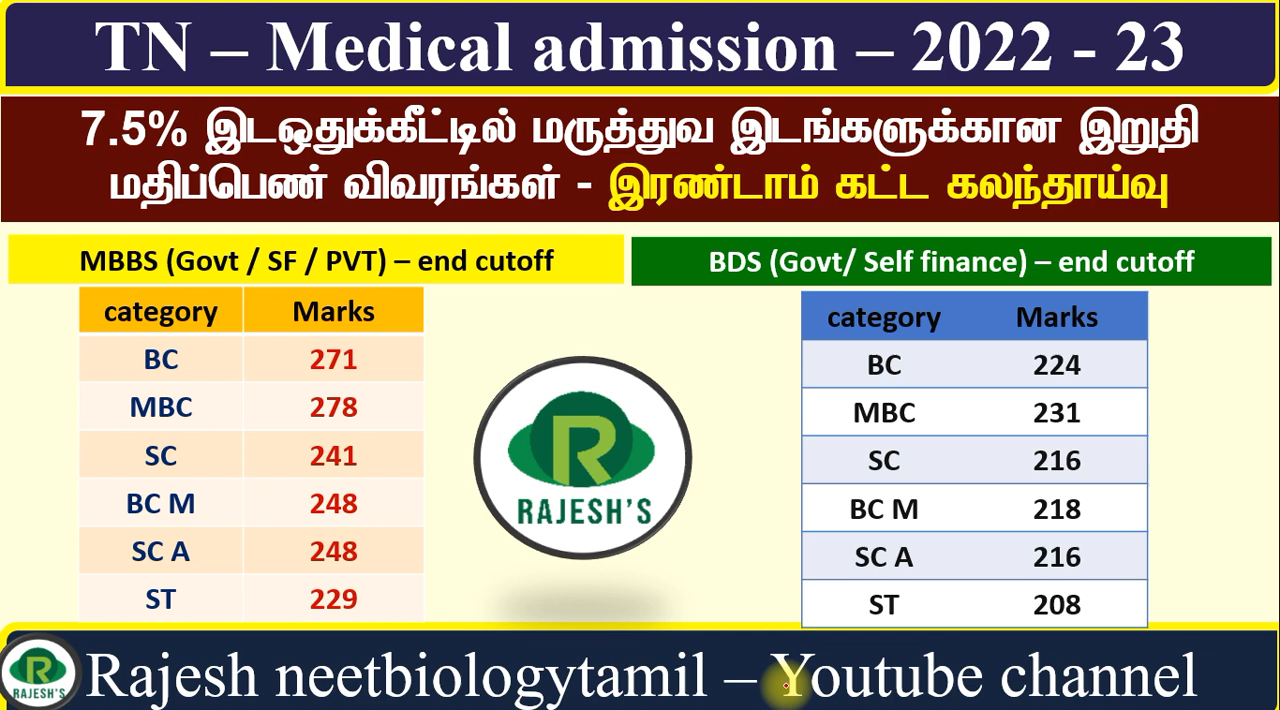 TN – Medical admission – 2022 - 23
7.5% இடஒதுக்கீட்டில் மருத்துவ இடங்களுக்கான இறுதி
மதிப்பெண் விவரங்கள் - இரண்டாம் கட்ட கலந்தாய்வு
MBBS (Govt / SF / PVT) – end cutoff
category Marks
BC 271
MBC 278
SC 241
BC M 248
SC A 248
ST 229
R
RAJESH'S
BDS (Govt/ Self finance) – end cutoff
category Marks
BC 224
MBC 231
SC 216
BC M 218
SC A 216
ST 208
R
RAJESH'S
Rajesh neetbiologytamil – Youtube channel